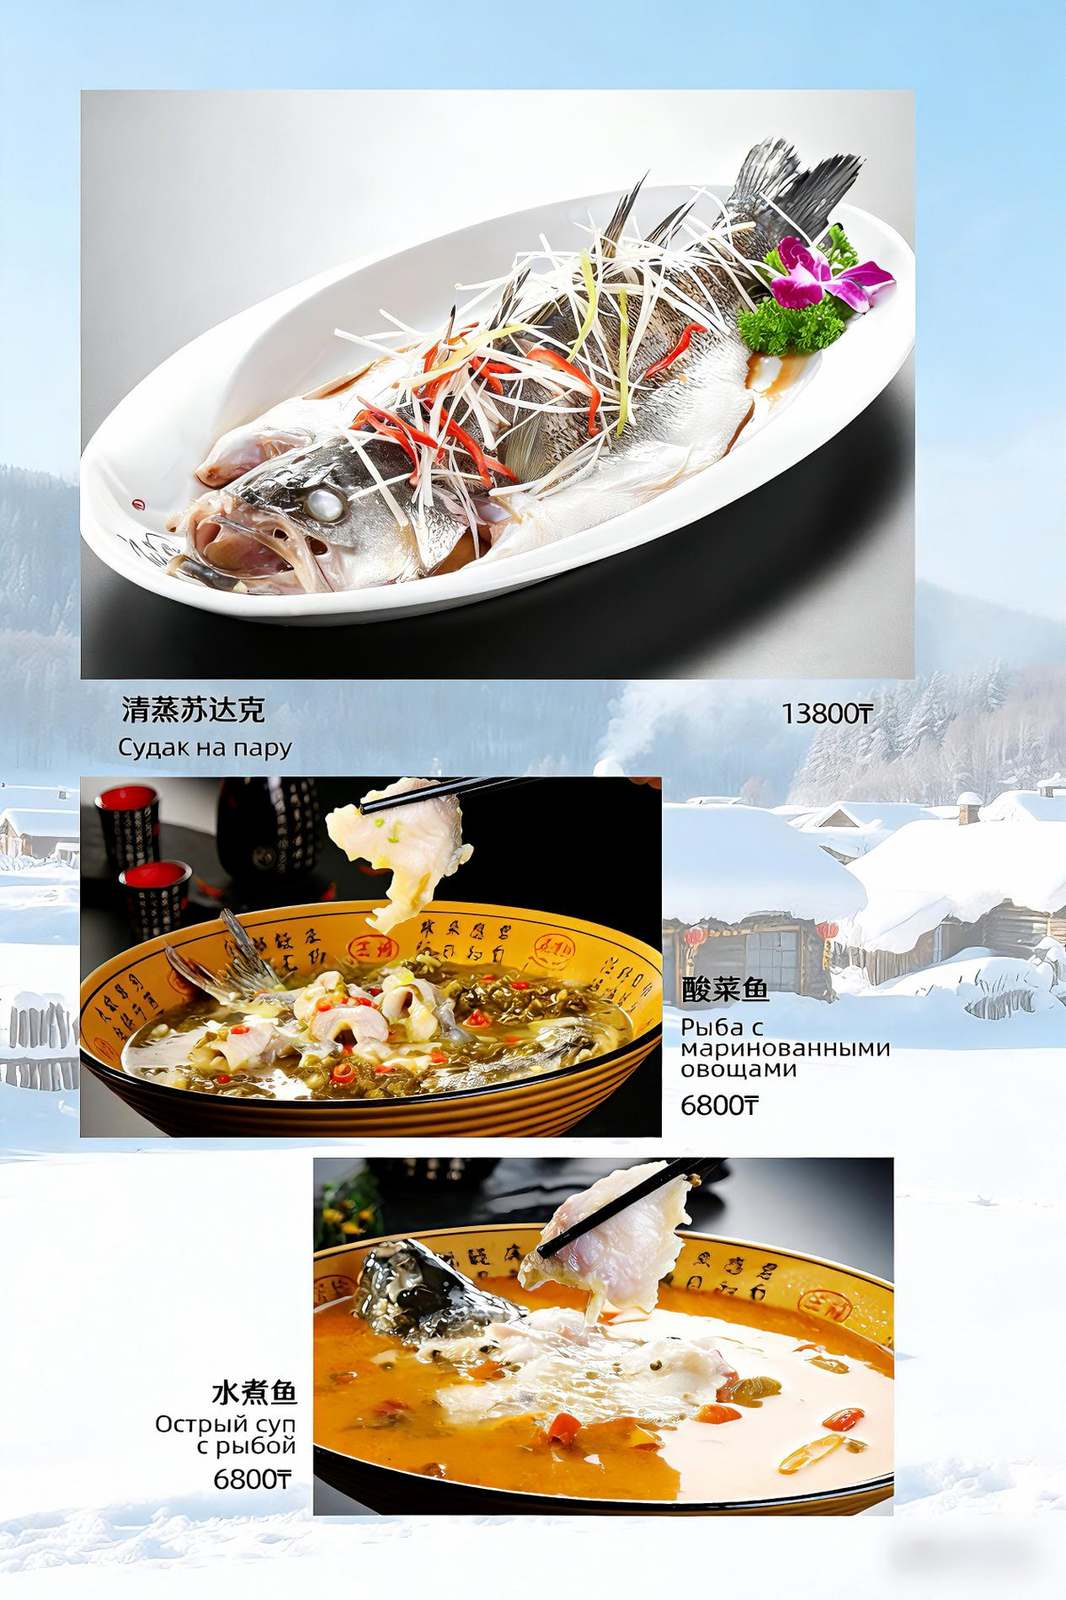 清蒸苏达克
Судак на пару
13800₸
酸菜鱼
Рыба с
маринованными
овощами
6800₸
水煮鱼
Острый суп
с рыбой
6800₸